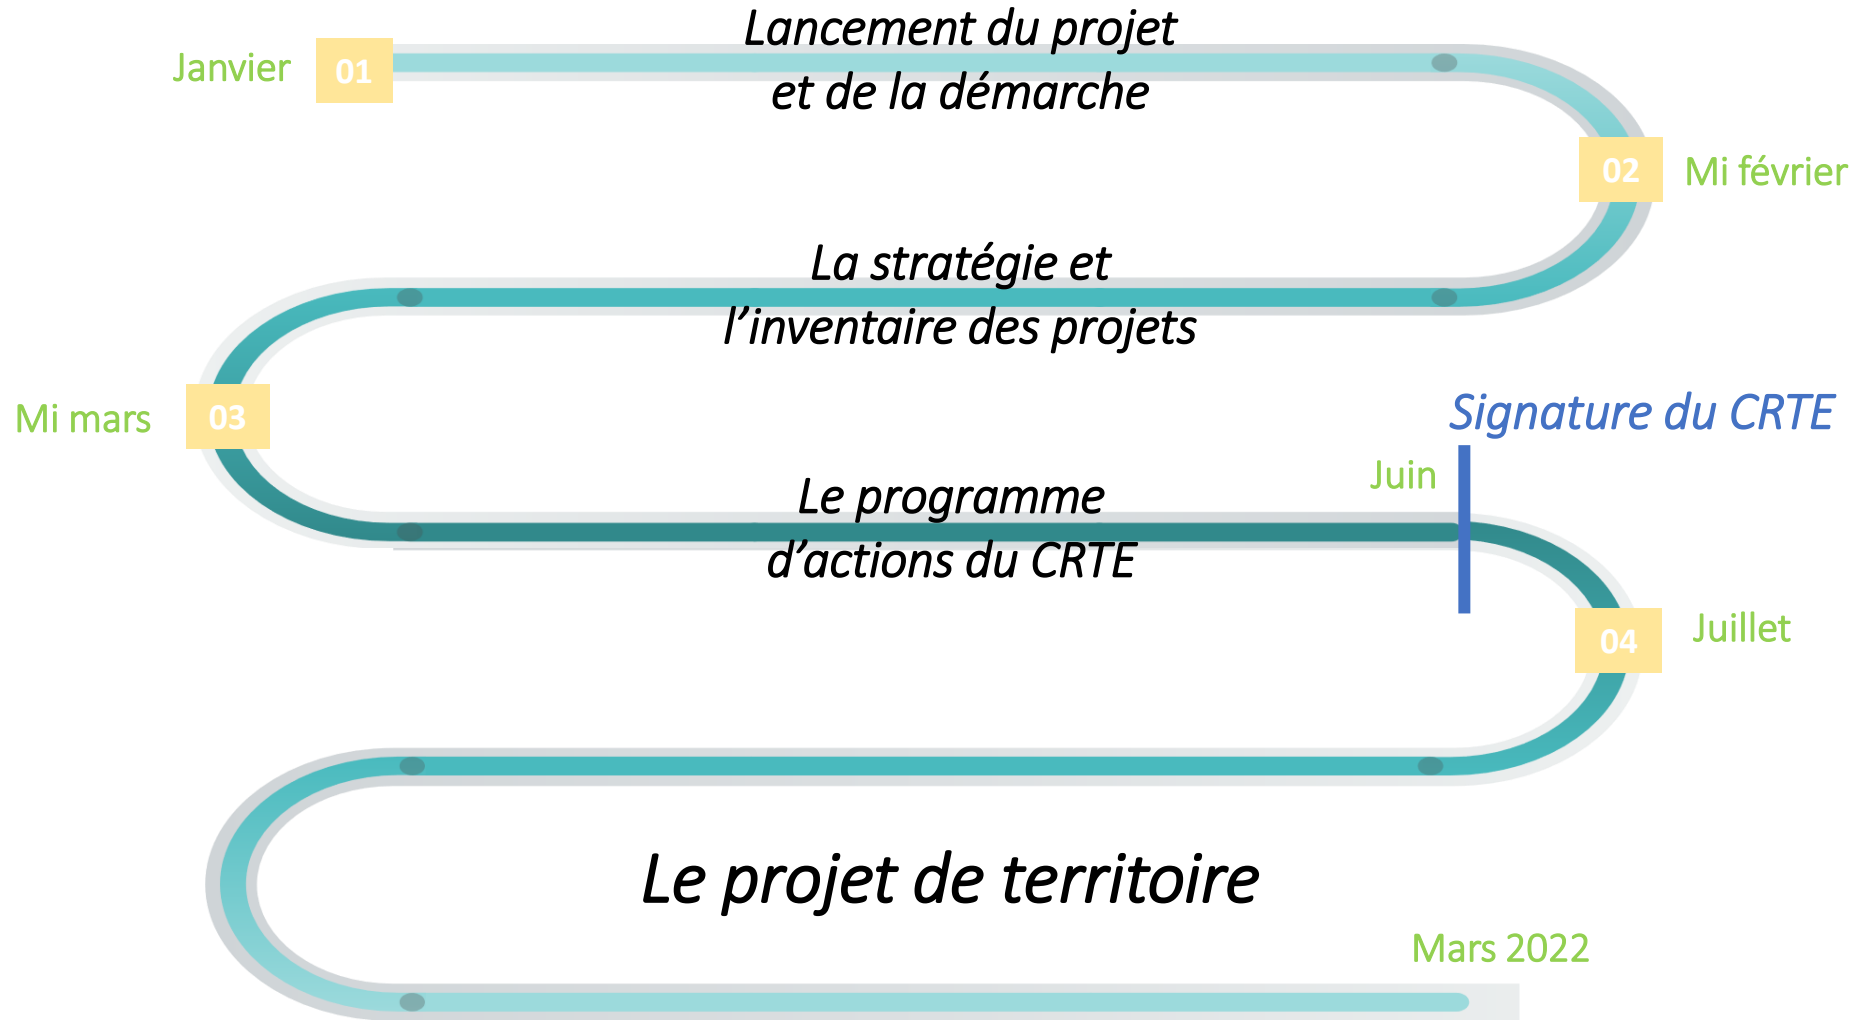 Lancement du projet
et de la démarche
Janvier
01
02
Mi février
La stratégie et
l’inventaire des projets
Mi mars
03
Signature du CRTE
Juin
Le programme
d’actions du CRTE
04
Juillet
Le projet de territoire
Mars 2022